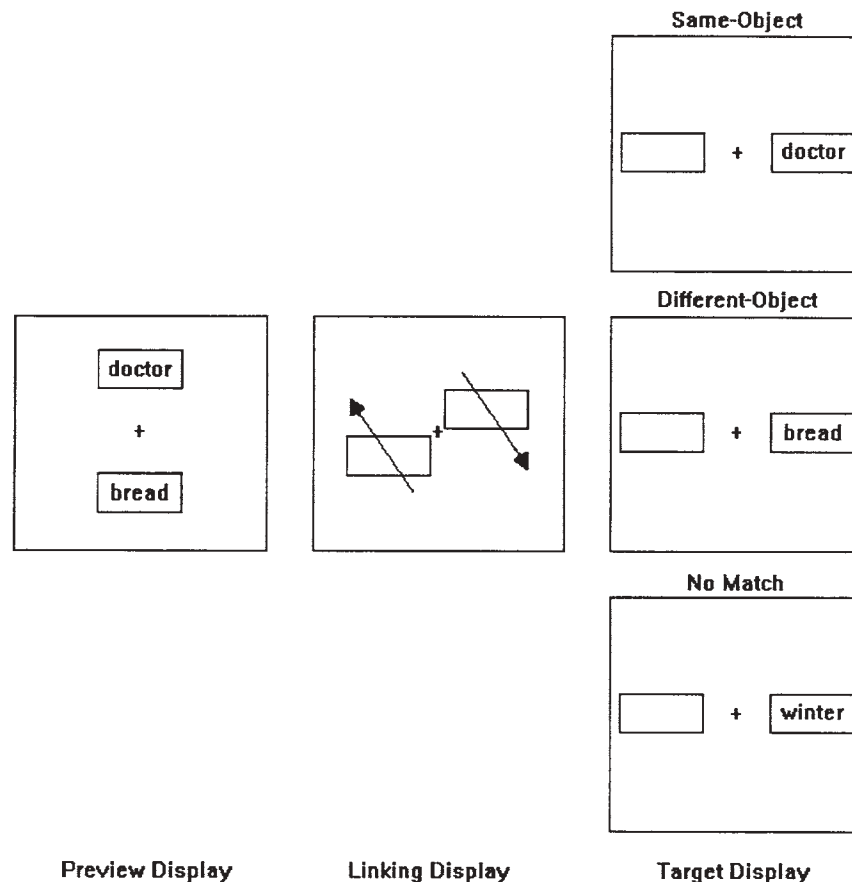 Same-Object
+ doctor
Different-Object
doctor
+
bread
+
+ bread
No Match
+ winter
Preview Display
Linking Display
Target Display